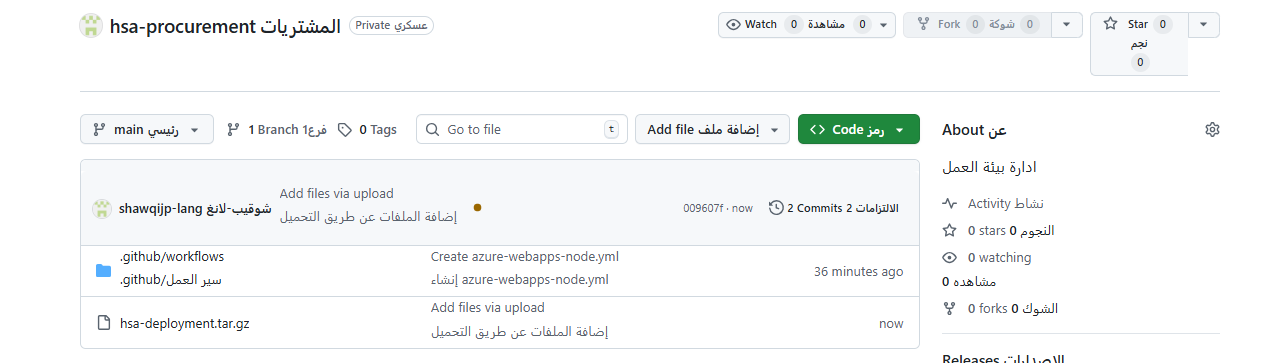 hsa-procurement المشتريات Private عسكري
Watch 0 مشاهدة 0
Fork 0 شوكة 0
Star 0
نجم
0
main رئيسي
1 Branch فرع1
0 Tags
Go to file t
Add file إضافة ملف
Code رمز
shawqijp-lang شوقيب-لانغ
Add files via upload
إضافة الملفات عن طريق التحميل
009607f · now
2 Commits 2 الالتزامات
.github/workflows
.github/سير العمل
Create azure-webapps-node.yml
إنشاء azure-webapps-node.yml
36 minutes ago
hsa-deployment.tar.gz
Add files via upload
إضافة الملفات عن طريق التحميل
now
About عن
ادارة بيئة العمل
Activity نشاط
0 stars 0 النجوم
0 watching
0 مشاهده
0 forks 0 الشوك
Releases الإصدارات